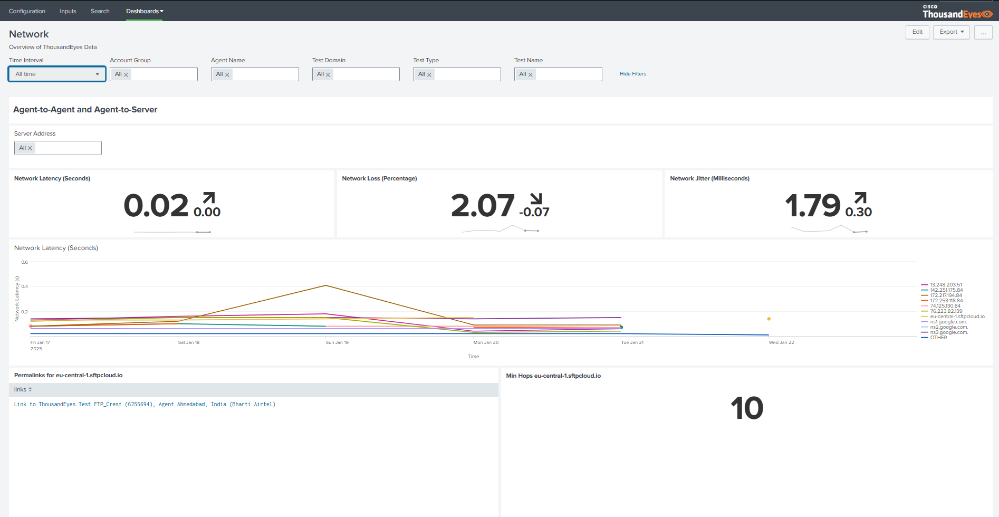 Configuration Inputs Search Dashboards
CISCO
ThousandEyes
Network
Edit Export ...
Overview of ThousandEyes Data
Time Interval Account Group Agent Name Test Domain Test Type Test Name
All time All All All All All Hide Filters
Agent-to-Agent and Agent-to-Server
Server Address
All
Network Latency (Seconds) Network Loss (Percentage) Network Jitter (Milliseconds)
0.02 0.00 2.07 -0.07 1.79 0.30
Network Latency (Seconds)
Network Latency (s)
0.6
0.4
0.2
Fri Jan 17 Sat Jan 18 Sun Jan 19 Mon Jan 20 Tue Jan 21 Wed Jan 22
2025
Time
13.248.203.51
142.251.175.84
172.217.194.84
172.253.118.84
74.125.130.84
76.223.82.139
eu-central-1.sftpcloud.io
ns1.google.com.
ns2.google.com.
ns3.google.com.
OTHER
Permalinks for eu-central-1.sftpcloud.io
links
Link to ThousandEyes Test FTP_Crest (6255694), Agent Ahmedabad, India (Bharti Airtel)
Min Hops eu-central-1.sftpcloud.io
10